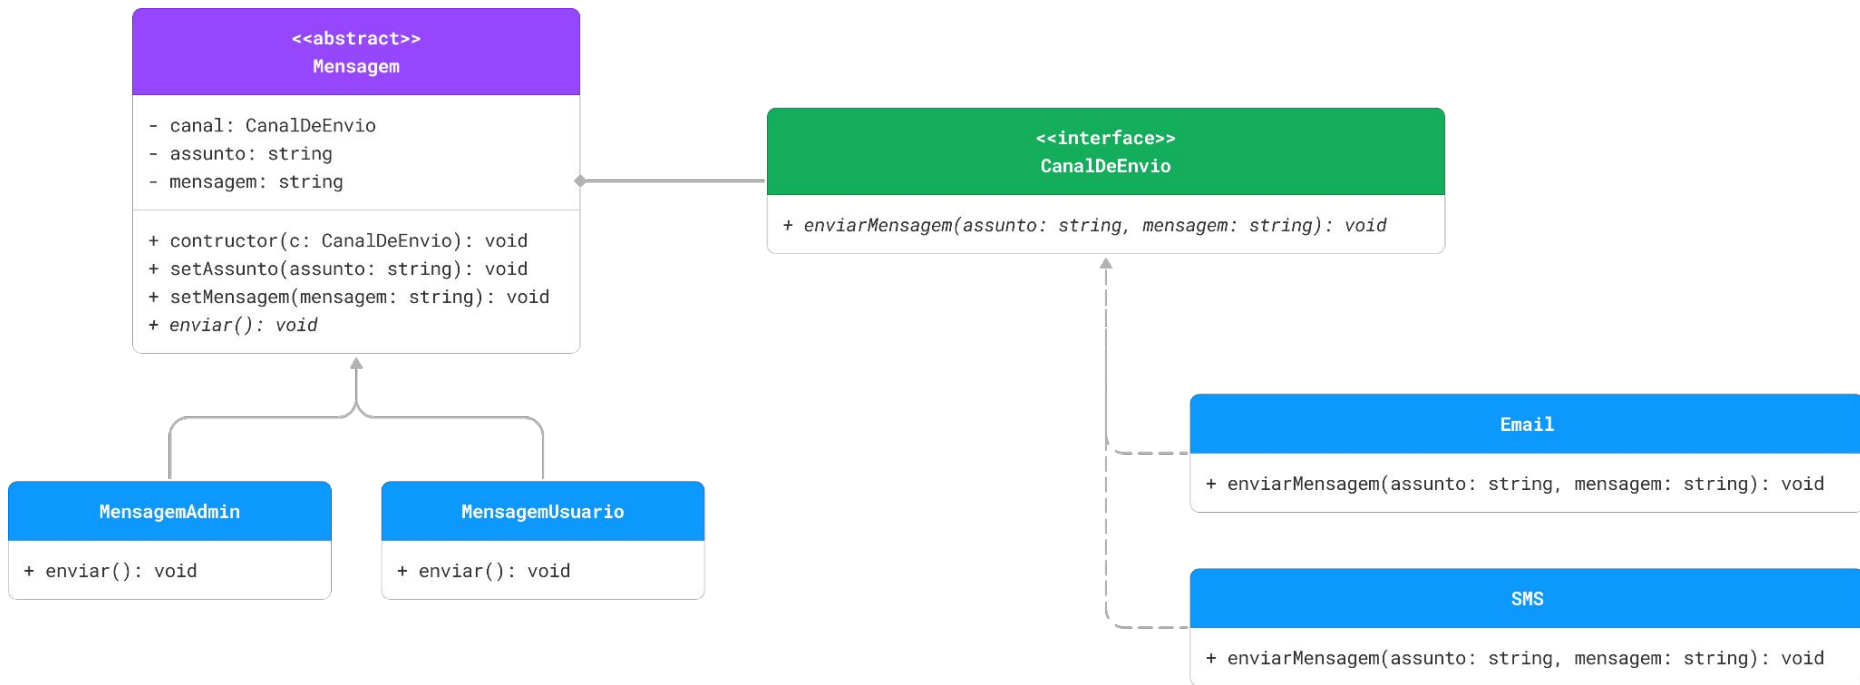 <<abstract>>
Mensagem
- canal: CanalDeEnvio
- assunto: string
- mensagem: string
+ contructor(c: CanalDeEnvio): void
+ setAssunto(assunto: string): void
+ setMensagem(mensagem: string): void
+ enviar(): void
<<interface>>
CanalDeEnvio
+ enviarMensagem(assunto: string, mensagem: string): void
MensagemAdmin
+ enviar(): void
MensagemUsuario
+ enviar(): void
Email
+ enviarMensagem(assunto: string, mensagem: string): void
SMS
+ enviarMensagem(assunto: string, mensagem: string): void